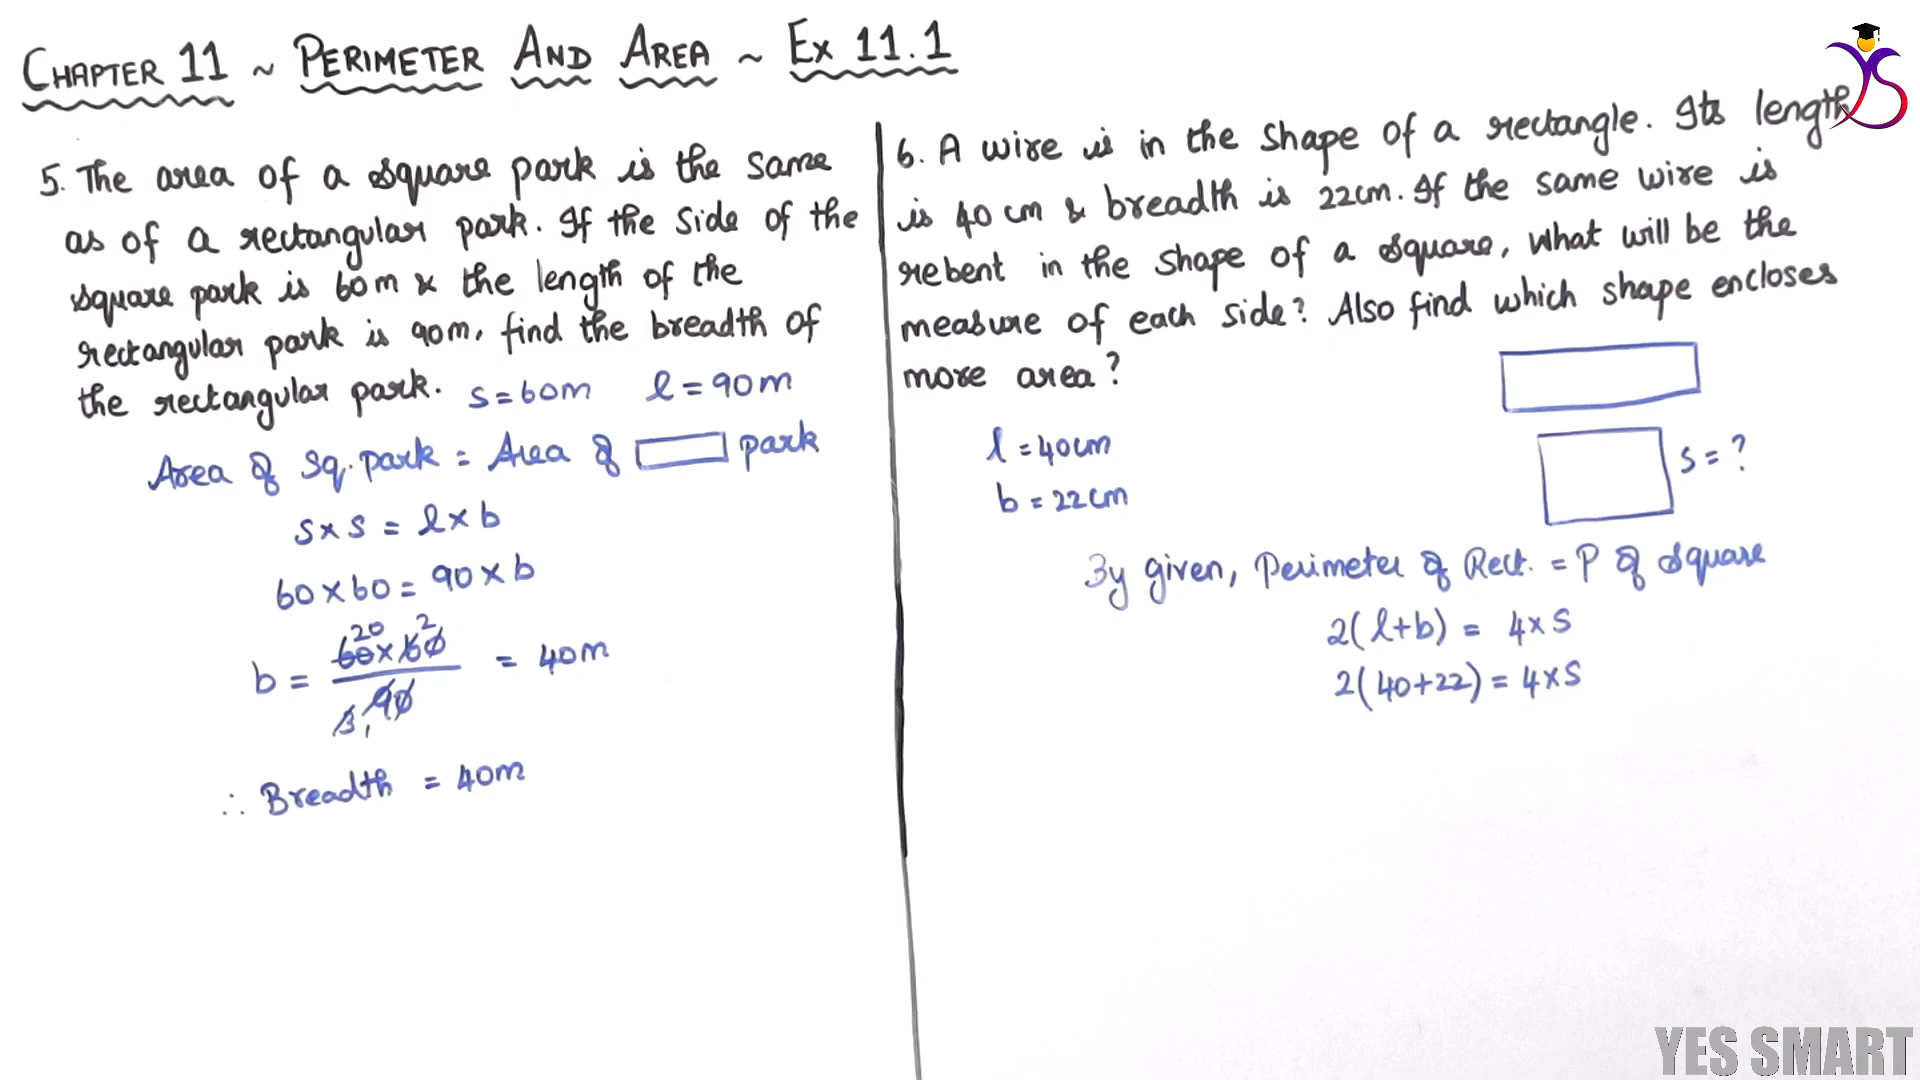 CHAPTER 11 ~ PERIMETER AND AREA ~ EX 11.1
5. The area of a square park is the same
as of a rectangular park. If the side of the
square park is 60m & the length of the
rectangular park is 90m, find the breadth of
the rectangular park. s=60m l=90m
Area of Sq. park = Area of ▭ park
s×s = l×b
60×60 = 90×b
20 2
b = 60×60 = 40m
3, 90
1
∴ Breadth = 40m
6. A wire is in the shape of a rectangle. Its length
is 40 cm & breadth is 22cm. If the same wire is
rebent in the shape of a square, what will be the
measure of each side? Also find which shape encloses
more area?
l = 40cm
b = 22cm
s = ?
By given, Perimeter of Rect. = P of square
2(l+b) = 4×s
2(40+22) = 4×s
YS
YES SMART